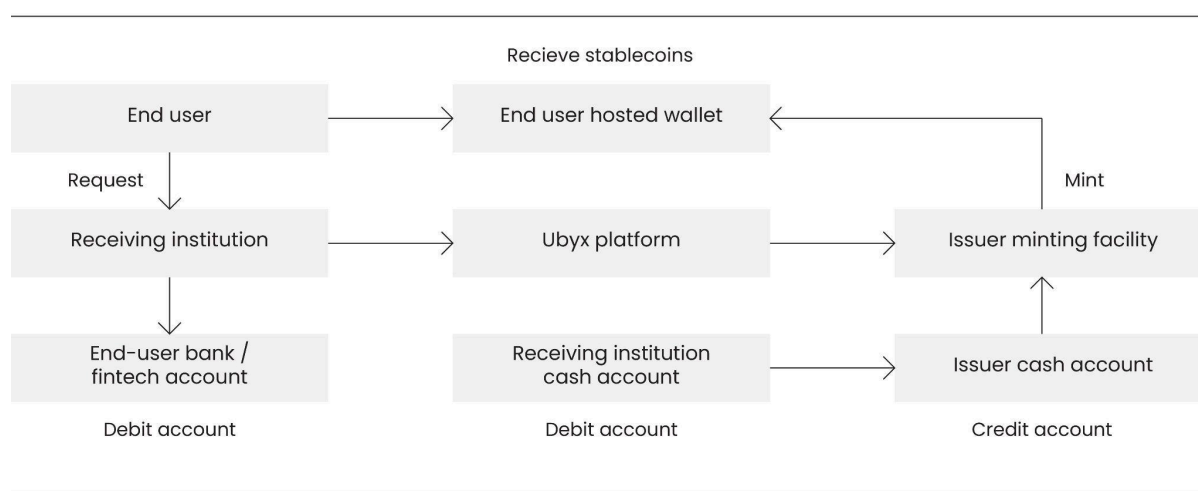 Recieve stablecoins
End user
End user hosted wallet
Request
Mint
Receiving institution
Ubyx platform
Issuer minting facility
End-user bank /
fintech account
Receiving institution
cash account
Issuer cash account
Debit account
Debit account
Credit account